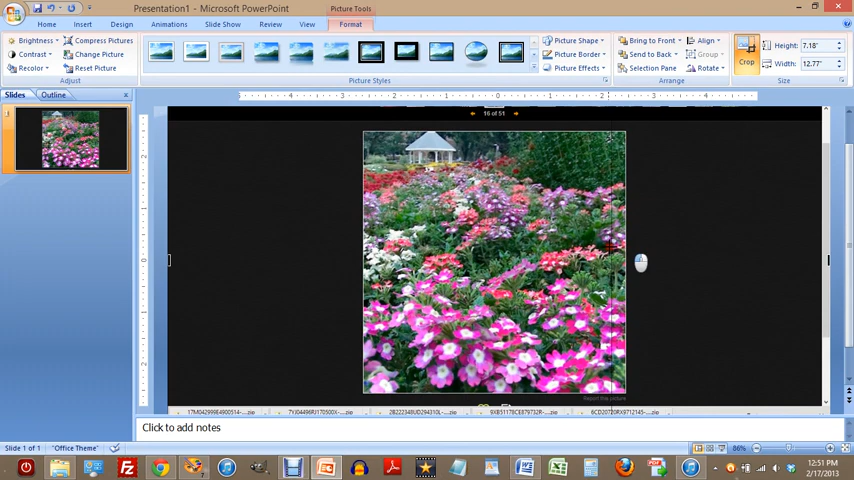 Presentation1 - Microsoft PowerPoint
Picture Tools
Home
Insert
Design
Animations
Slide Show
Review
View
Format
Brightness
Compress Pictures
Contrast
Change Picture
Recolor
Reset Picture
Adjust
Picture Styles
Picture Shape
Picture Border
Picture Effects
Bring to Front
Align
Send to Back
Group
Selection Pane
Rotate
Arrange
Crop
Height: 7.18"
Width: 12.77"
Size
Slides
Outline
16 of 51
Report this picture
Click to add notes
Slide 1 of 1
"Office Theme"
86%
12:51 PM
2/17/2013